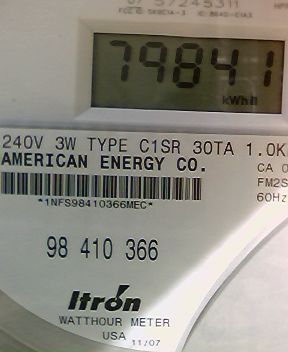 79841
kWh
240V 3W TYPE C1SR 30TA 1.0K
AMERICAN ENERGY CO.
CA 0
FM2S
60Hz
*1NFS98410366MEC*
98 410 366
Itron
WATTHOUR METER
USA 11/07